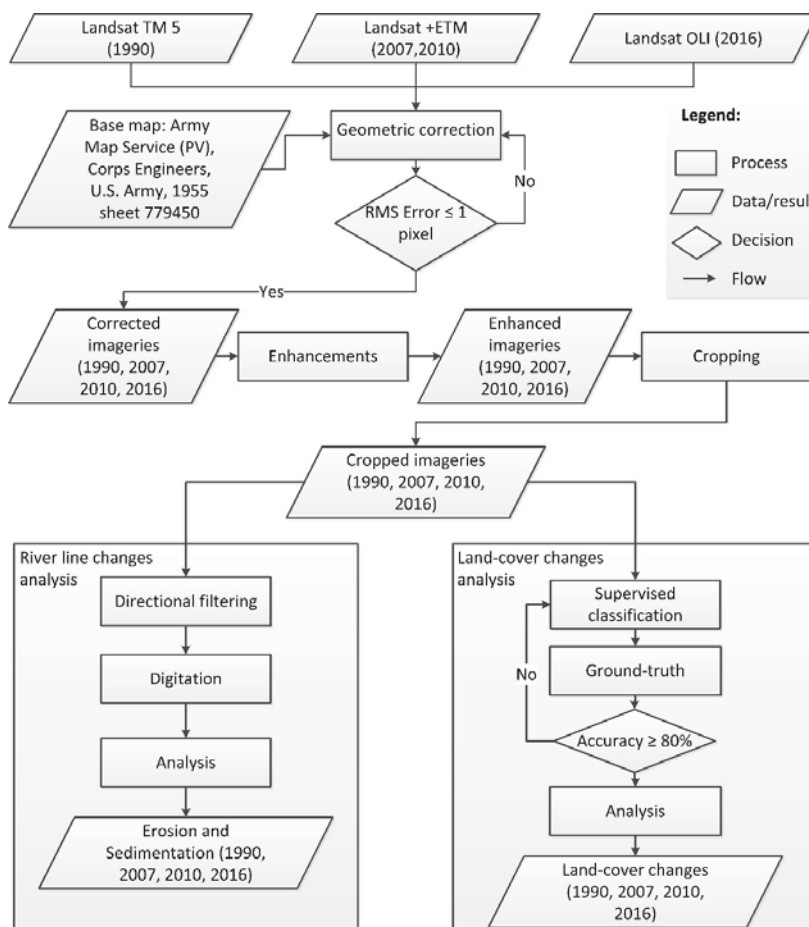 Landsat TM 5
(1990)
Landsat +ETM
(2007,2010)
Landsat OLI (2016)
Base map: Army
Map Service (PV),
Corps Engineers,
U.S. Army, 1955
sheet 779450
Geometric correction
No
RMS Error ≤ 1
pixel
Yes
Legend:
Process
Data/result
Decision
Flow
Corrected
imageries
(1990, 2007,
2010, 2016)
Enhancements
Enhanced
imageries
(1990, 2007,
2010, 2016)
Cropping
Cropped imageries
(1990, 2007, 2010,
2016)
River line changes
analysis
Directional filtering
Digitation
Analysis
Erosion and
Sedimentation (1990,
2007, 2010, 2016)
Land-cover changes
analysis
Supervised
classification
No
Ground-truth
Accuracy ≥ 80%
Analysis
Land-cover changes
(1990, 2007, 2010,
2016)